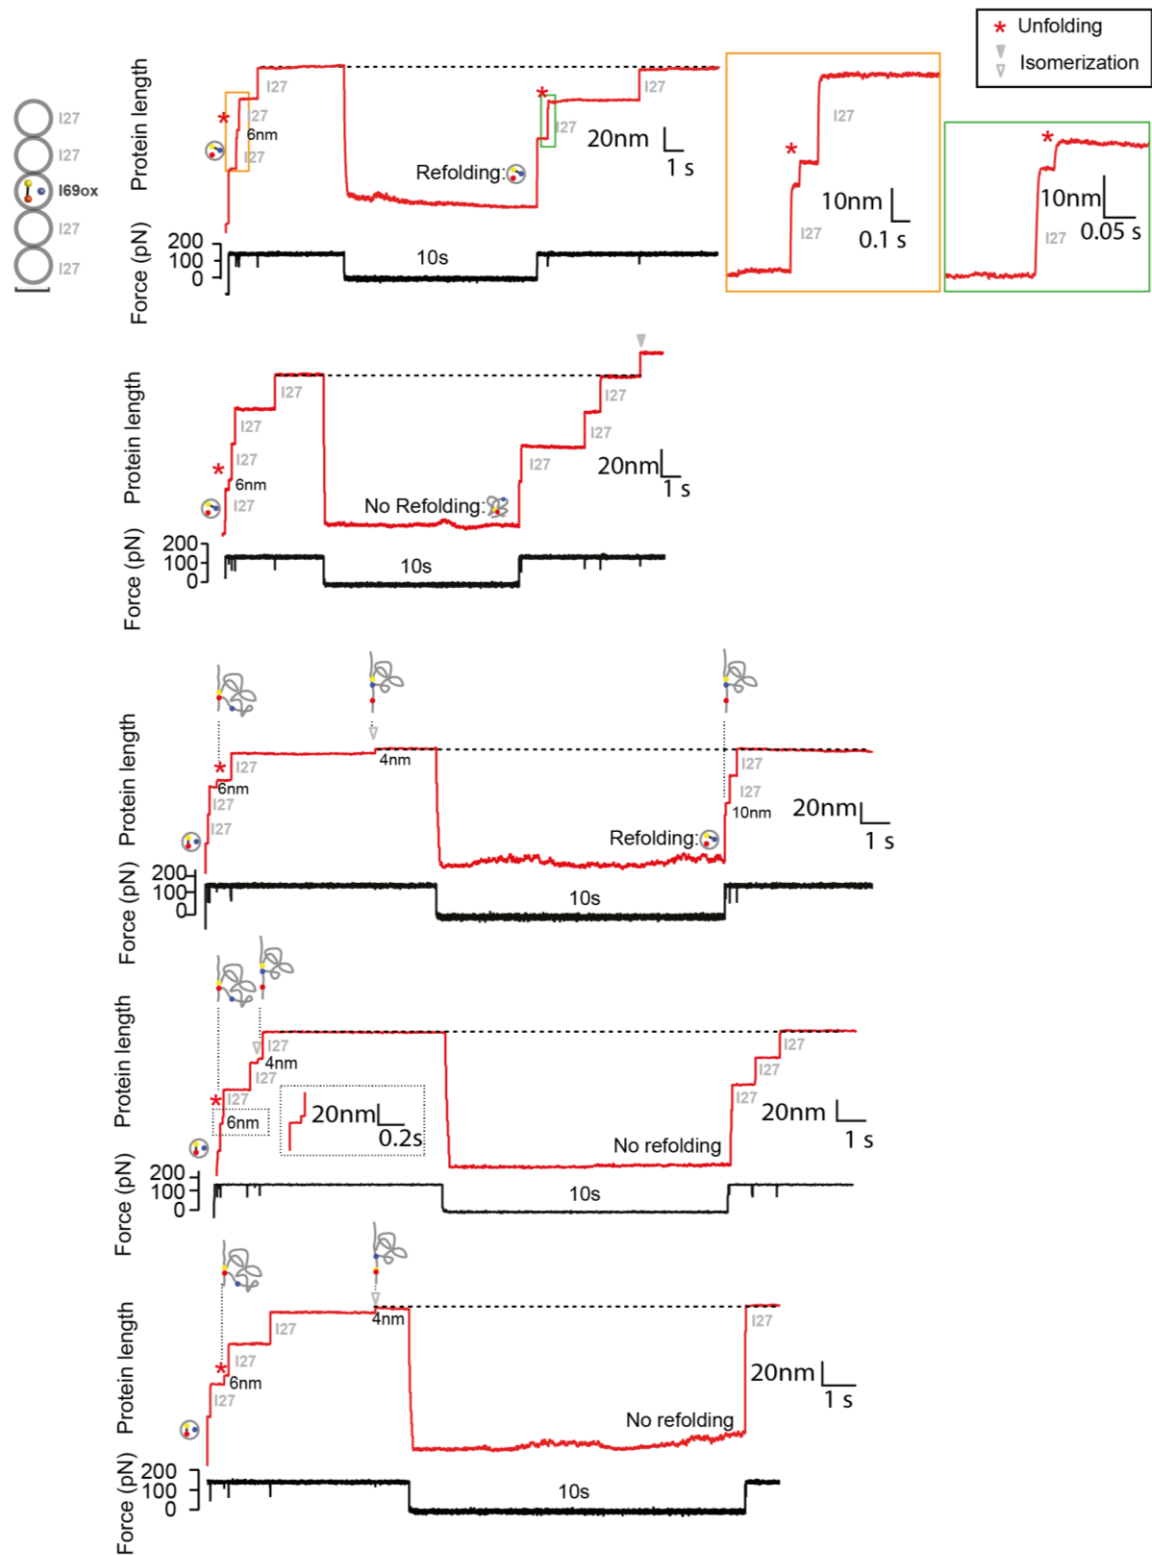 * Unfolding
Isomerization
I27
I27
I69ox
I27
I27
Protein length
*
I27
I27
6nm
I27
Refolding:
*
I27
I27
20nm
1 s
Force (pN)
200
100
0
10s
*
I27
I27
10nm
0.1 s
*
I27
10nm
0.05 s
Protein length
*
I27
6nm
I27
I27
I27
No Refolding:
I27
I27
I27
20nm
1 s
Force (pN)
200
100
0
10s
Protein length
*
I27
6nm
I27
I27
4nm
Refolding:
I27
I27
10nm
20nm
1 s
Force (pN)
200
100
0
10s
Protein length
*
I27
4nm
I27
I27
6nm
20nm
0.2s
No refolding
I27
I27
I27
20nm
1 s
Force (pN)
200
100
0
10s
Protein length
*
4nm
I27
I27
6nm
I27
No refolding
I27
20nm
1 s
Force (pN)
200
100
0
10s